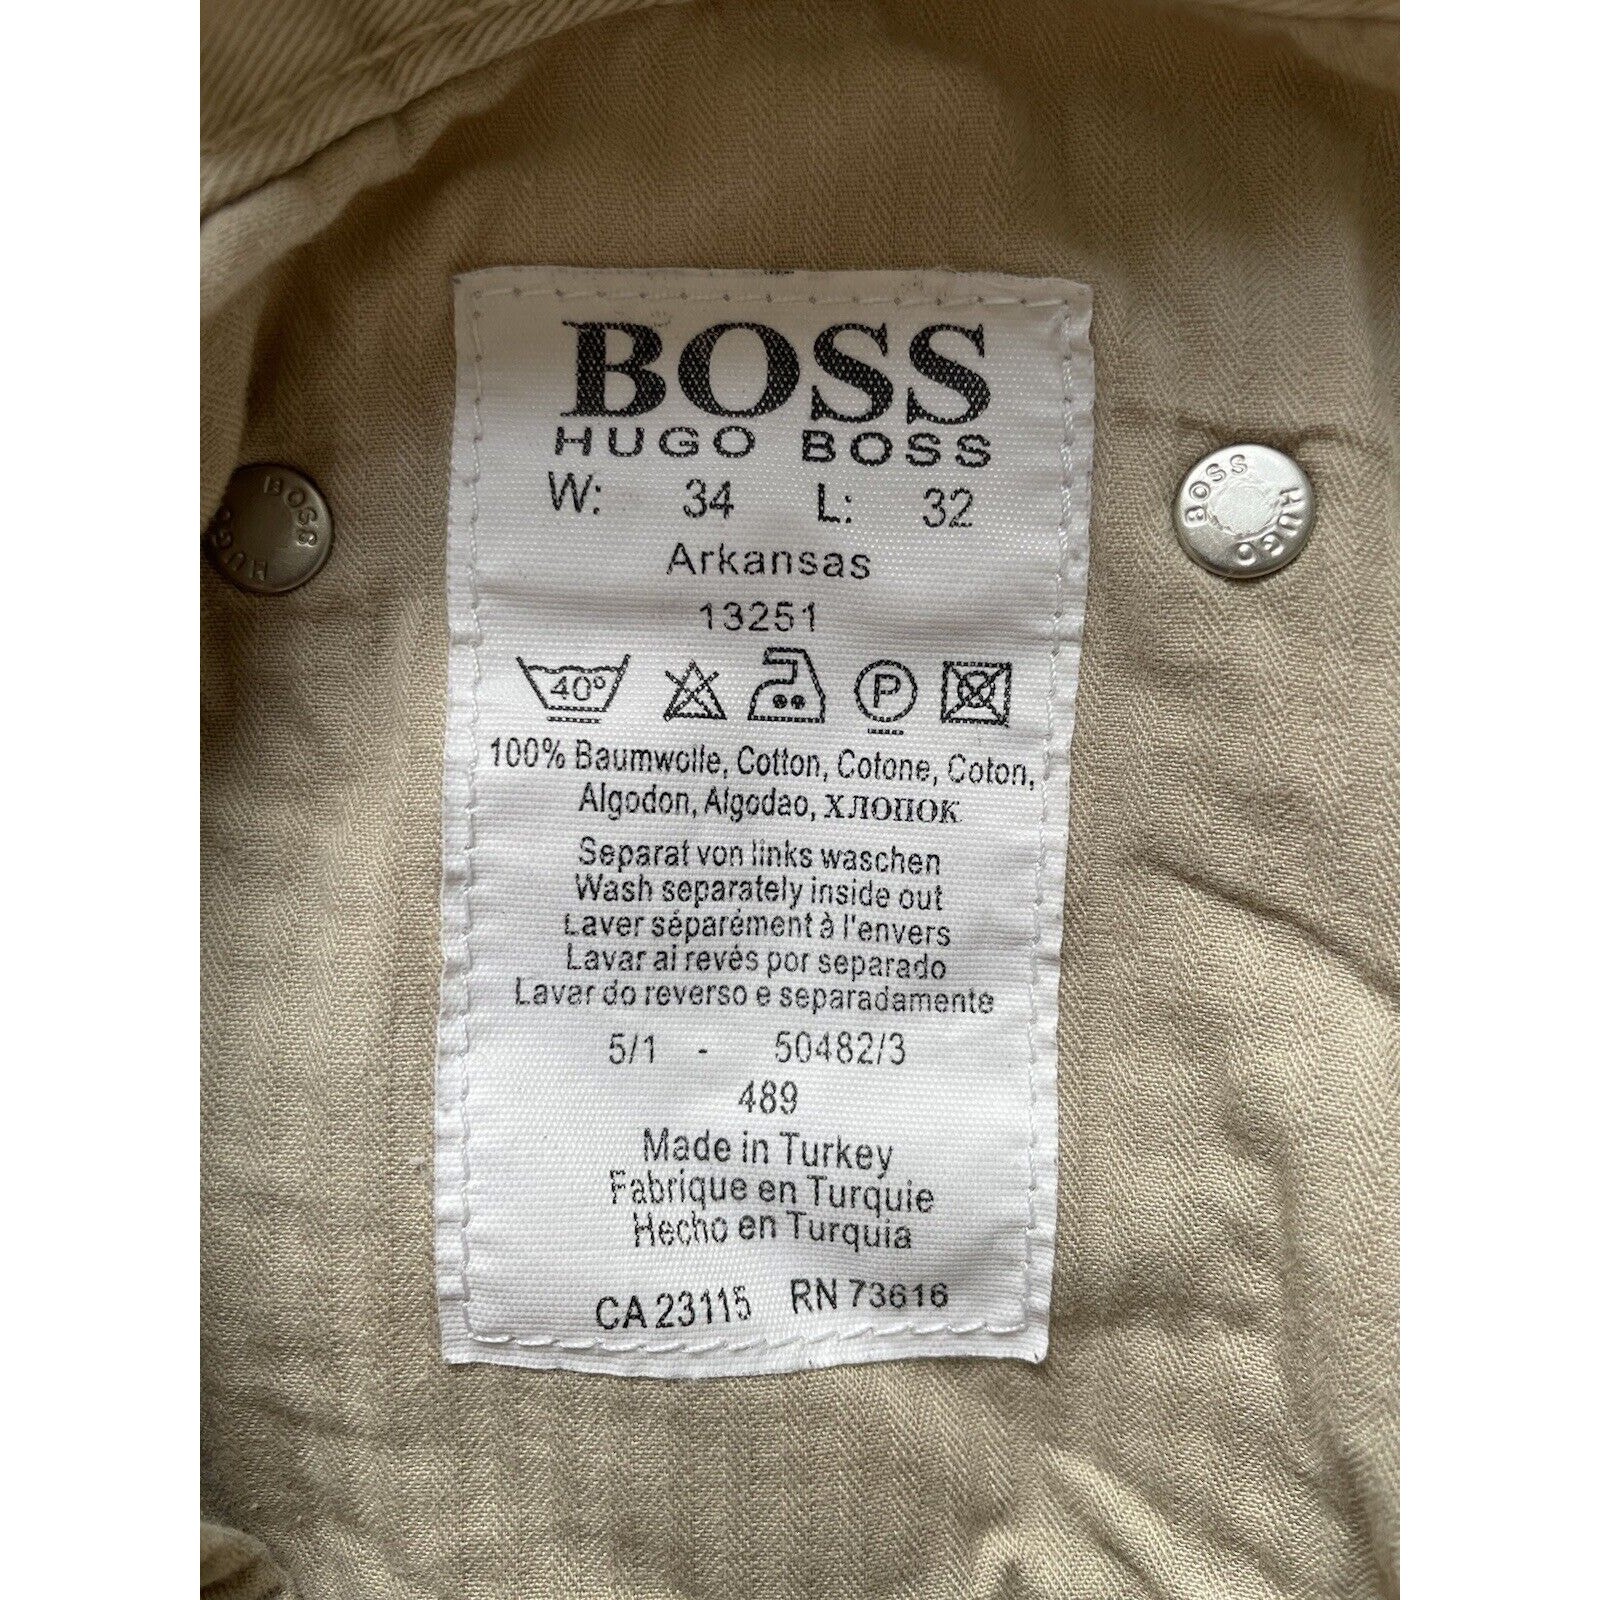 BOSS
HUGO BOSS
W: 34 L: 32
Arkansas
13251
40° P
100% Baumwolle, Cotton, Cotone, Coton,
Algodon, Algodao, ХЛОПОК
Separat von links waschen
Wash separately inside out
Laver séparément à l'envers
Lavar ai revés por separado
Lavar do reverso e separadamente
5/1 - 50482/3
489
Made in Turkey
Fabrique en Turquie
Hecho en Turquia
CA 23115 RN 73616
BOSS HUGO
BOSS HUGO